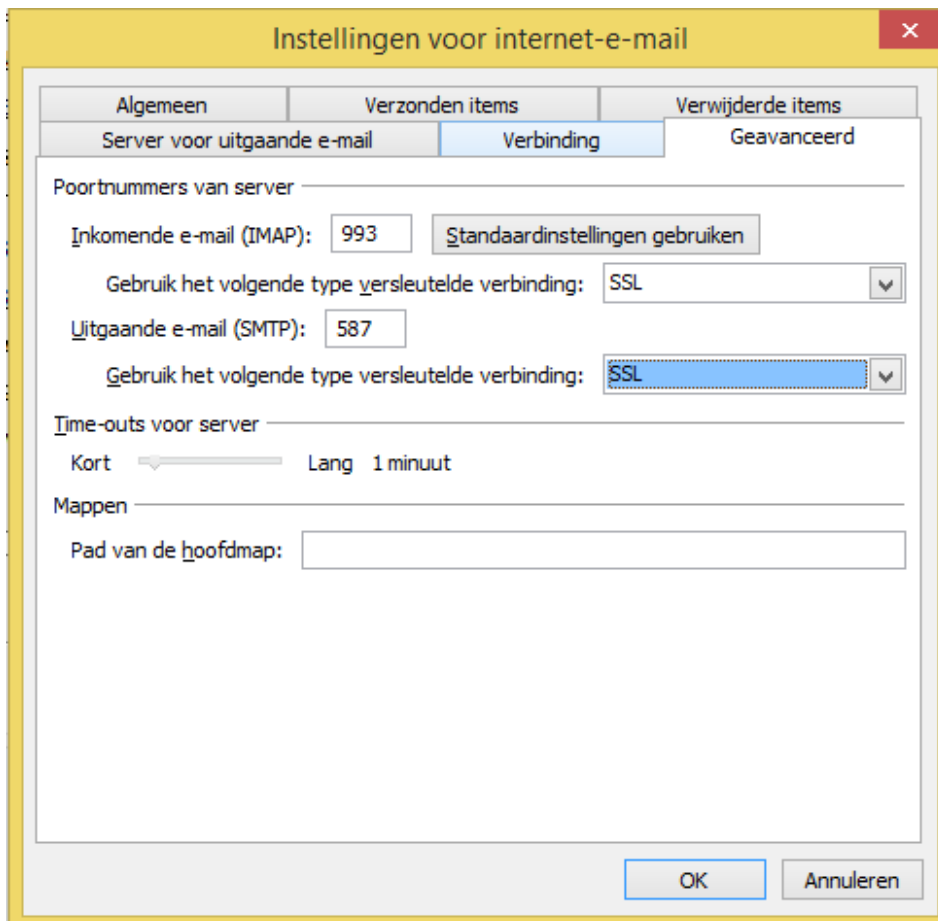 Instellingen voor internet-e-mail
Algemeen Verzonden items Verwijderde items
Server voor uitgaande e-mail Verbinding Geavanceerd
Poortnummers van server
Inkomende e-mail (IMAP): 993 Standaardinstellingen gebruiken
Gebruik het volgende type versleutelde verbinding: SSL
Uitgaande e-mail (SMTP): 587
Gebruik het volgende type versleutelde verbinding: SSL
Time-outs voor server
Kort Lang 1 minuut
Mappen
Pad van de hoofdmap:
OK Annuleren